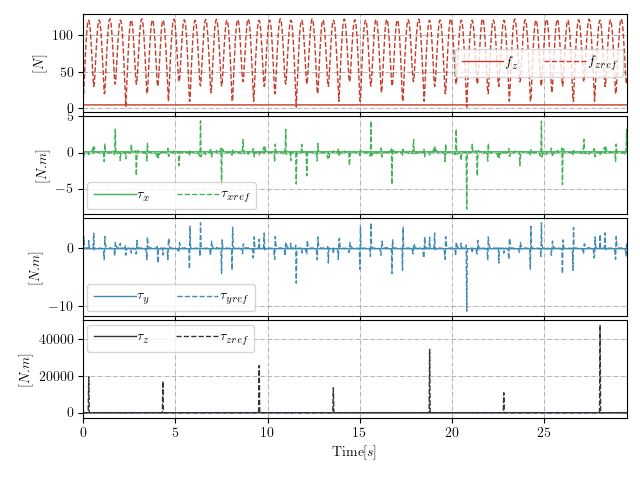 100
50
0
[N]
f_z f_zref
5
0
−5
[N.m]
τ_x τ_xref
0
−10
[N.m]
τ_y τ_yref
40000
20000
0
[N.m]
τ_z τ_zref
0 5 10 15 20 25
Time[s]